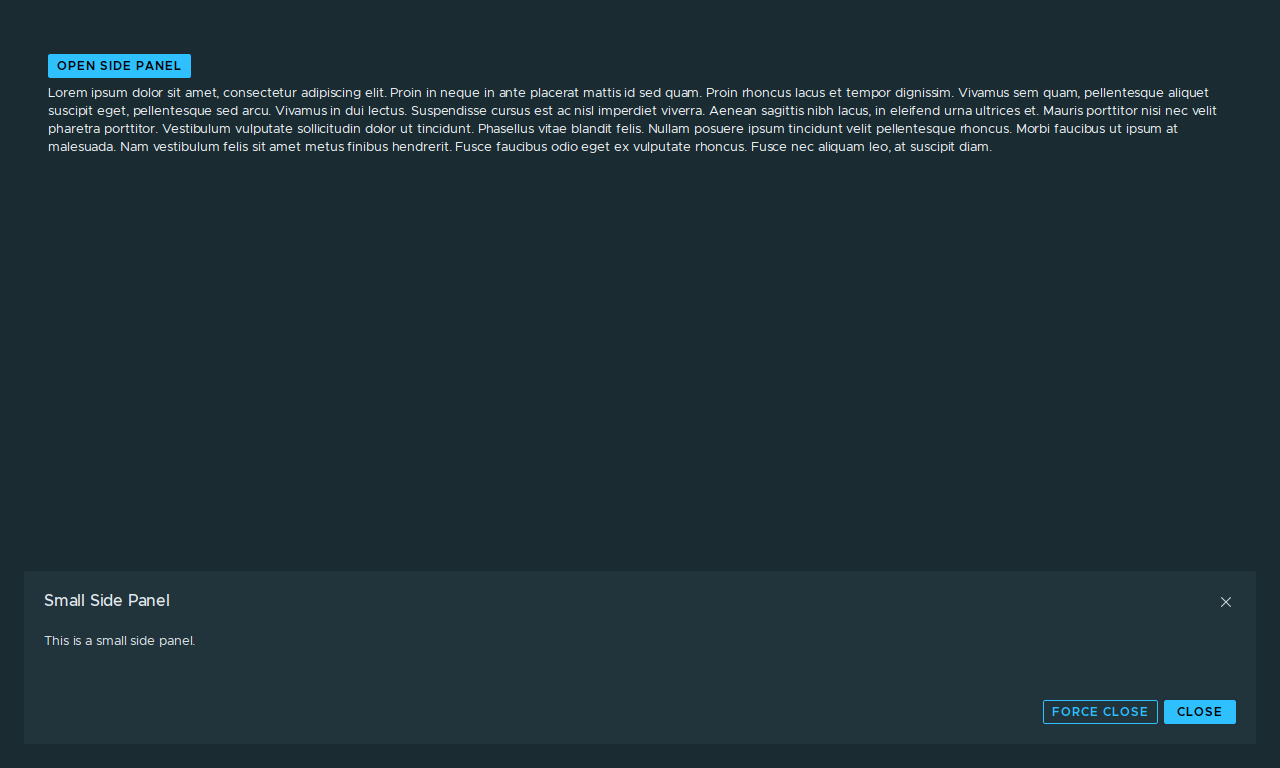 OPEN SIDE PANEL
Lorem ipsum dolor sit amet, consectetur adipiscing elit. Proin in neque in ante placerat mattis id sed quam. Proin rhoncus lacus et tempor dignissim. Vivamus sem quam, pellentesque aliquet
suscipit eget, pellentesque sed arcu. Vivamus in dui lectus. Suspendisse cursus est ac nisl imperdiet viverra. Aenean sagittis nibh lacus, in eleifend urna ultrices et. Mauris porttitor nisi nec velit
pharetra porttitor. Vestibulum vulputate sollicitudin dolor ut tincidunt. Phasellus vitae blandit felis. Nullam posuere ipsum tincidunt velit pellentesque rhoncus. Morbi faucibus ut ipsum at
malesuada. Nam vestibulum felis sit amet metus finibus hendrerit. Fusce faucibus odio eget ex vulputate rhoncus. Fusce nec aliquam leo, at suscipit diam.
Small Side Panel
This is a small side panel.
FORCE CLOSE CLOSE